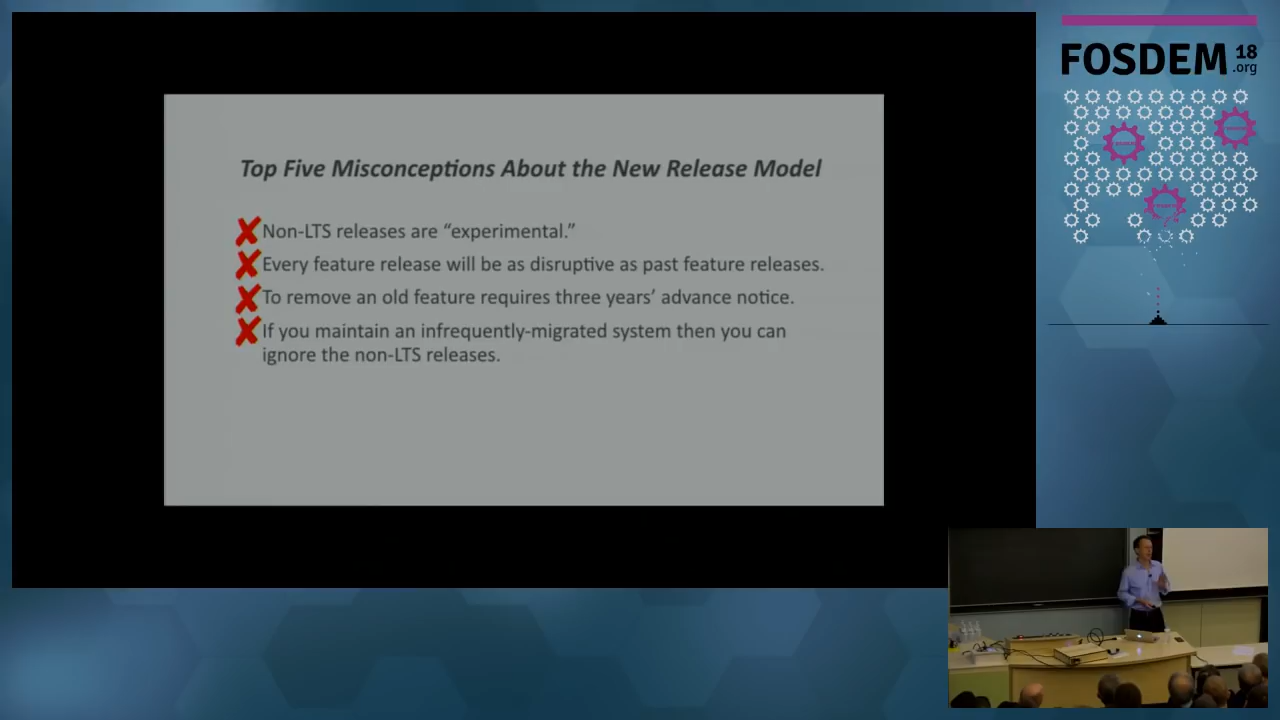 Top Five Misconceptions About the New Release Model
✘ Non-LTS releases are “experimental.”
✘ Every feature release will be as disruptive as past feature releases.
✘ To remove an old feature requires three years’ advance notice.
✘ If you maintain an infrequently-migrated system then you can
ignore the non-LTS releases.
FOSDEM 18
.org